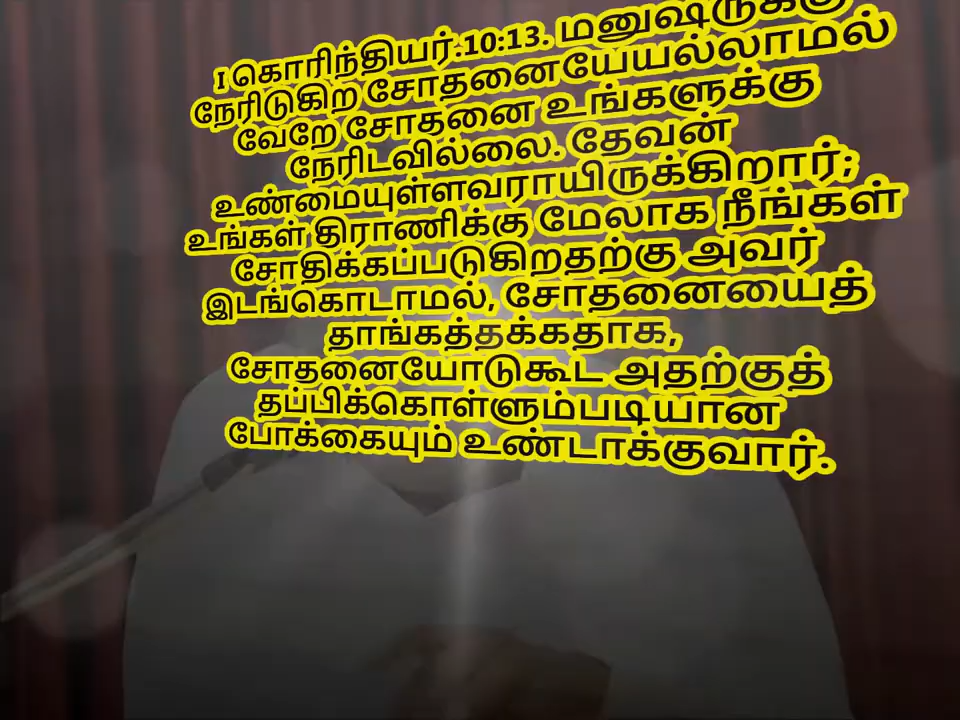 I கொரிந்தியர்.10:13. மனுஷருக்கு
நேரிடுகிற சோதனையேயல்லாமல்
வேறே சோதனை உங்களுக்கு
நேரிடவில்லை. தேவன்
உண்மையுள்ளவராயிருக்கிறார்;
உங்கள் திராணிக்கு மேலாக நீங்கள்
சோதிக்கப்படுகிறதற்கு அவர்
இடங்கொடாமல், சோதனையைத்
தாங்கத்தக்கதாக,
சோதனையோடுகூட அதற்குத்
தப்பிக்கொள்ளும்படியான
போக்கையும் உண்டாக்குவார்.